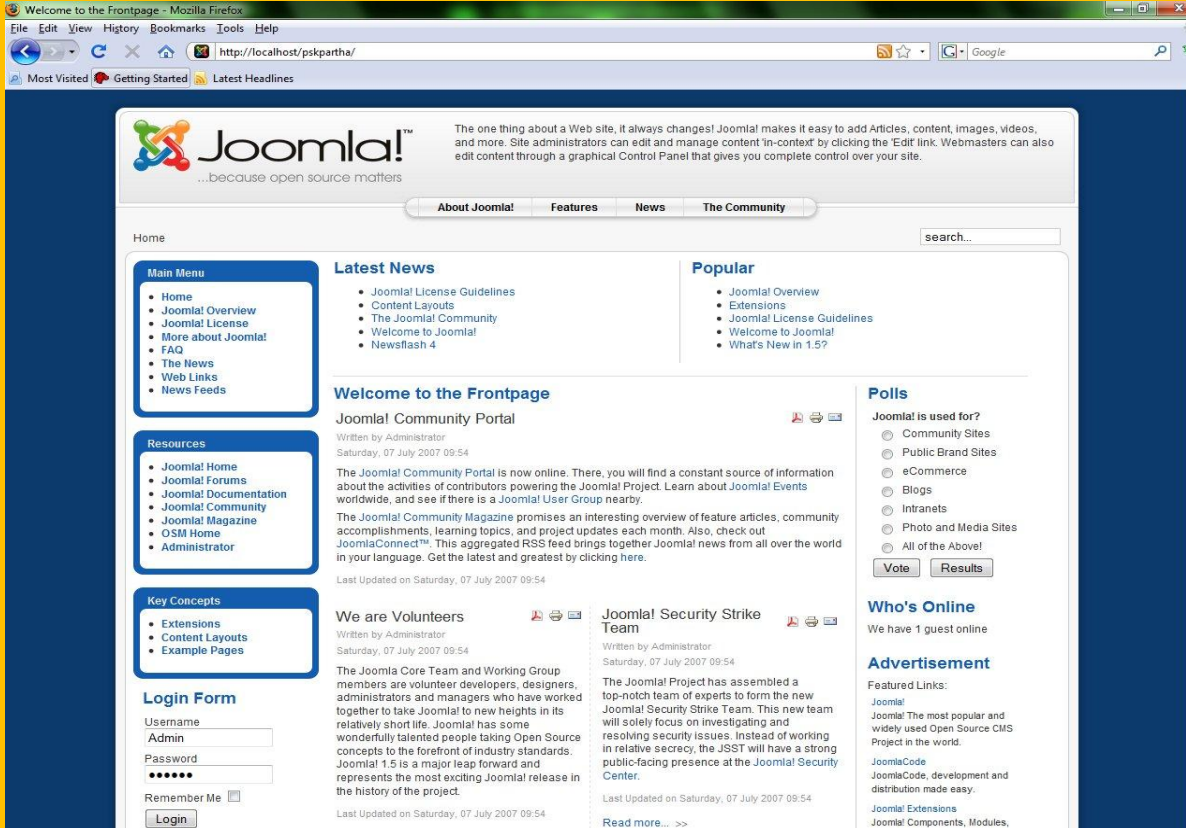 Welcome to the Frontpage - Mozilla Firefox
File Edit View History Bookmarks Tools Help
http://localhost/pskpartha/
Google
Most Visited Getting Started Latest Headlines
Joomla!™
...because open source matters
The one thing about a Web site, it always changes! Joomla! makes it easy to add Articles, content, images, videos,
and more. Site administrators can edit and manage content 'in-context' by clicking the 'Edit' link. Webmasters can also
edit content through a graphical Control Panel that gives you complete control over your site.
About Joomla! Features News The Community
Home
search...
Main Menu
Home
Joomla! Overview
Joomla! License
More about Joomla!
FAQ
The News
Web Links
News Feeds
Resources
Joomla! Home
Joomla! Forums
Joomla! Documentation
Joomla! Community
Joomla! Magazine
OSM Home
Administrator
Key Concepts
Extensions
Content Layouts
Example Pages
Login Form
Username
Admin
Password
••••••
Remember Me
Login
Latest News
Joomla! License Guidelines
Content Layouts
The Joomla! Community
Welcome to Joomla!
Newsflash 4
Popular
Joomla! Overview
Extensions
Joomla! License Guidelines
Welcome to Joomla!
What's New in 1.5?
Welcome to the Frontpage
Joomla! Community Portal
Written by Administrator
Saturday, 07 July 2007 09:54
The Joomla! Community Portal is now online. There, you will find a constant source of information
about the activities of contributors powering the Joomla! Project. Learn about Joomla! Events
worldwide, and see if there is a Joomla! User Group nearby.
The Joomla! Community Magazine promises an interesting overview of feature articles, community
accomplishments, learning topics, and project updates each month. Also, check out
JoomlaConnect™. This aggregated RSS feed brings together Joomla! news from all over the world
in your language. Get the latest and greatest by clicking here.
Last Updated on Saturday, 07 July 2007 09:54
We are Volunteers
Written by Administrator
Saturday, 07 July 2007 09:54
The Joomla Core Team and Working Group
members are volunteer developers, designers,
administrators and managers who have worked
together to take Joomla! to new heights in its
relatively short life. Joomla! has some
wonderfully talented people taking Open Source
concepts to the forefront of industry standards.
Joomla! 1.5 is a major leap forward and
represents the most exciting Joomla! release in
the history of the project.
Last Updated on Saturday, 07 July 2007 09:54
Joomla! Security Strike
Team
Written by Administrator
Saturday, 07 July 2007 09:54
The Joomla! Project has assembled a
top-notch team of experts to form the new
Joomla! Security Strike Team. This new team
will solely focus on investigating and
resolving security issues. Instead of working
in relative secrecy, the JSST will have a strong
public-facing presence at the Joomla! Security
Center.
Last Updated on Saturday, 07 July 2007 09:54
Read more... >>
Polls
Joomla! is used for?
Community Sites
Public Brand Sites
eCommerce
Blogs
Intranets
Photo and Media Sites
All of the Above!
Vote Results
Who's Online
We have 1 guest online
Advertisement
Featured Links:
Joomla!
Joomla! The most popular and
widely used Open Source CMS
Project in the world.
JoomlaCode
JoomlaCode, development and
distribution made easy.
Joomla! Extensions
Joomla! Components, Modules,